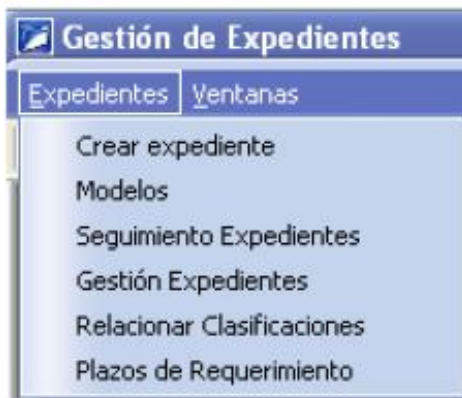 Gestión de Expedientes
Expedientes Ventanas
Crear expediente
Modelos
Seguimiento Expedientes
Gestión Expedientes
Relacionar Clasificaciones
Plazos de Requerimiento